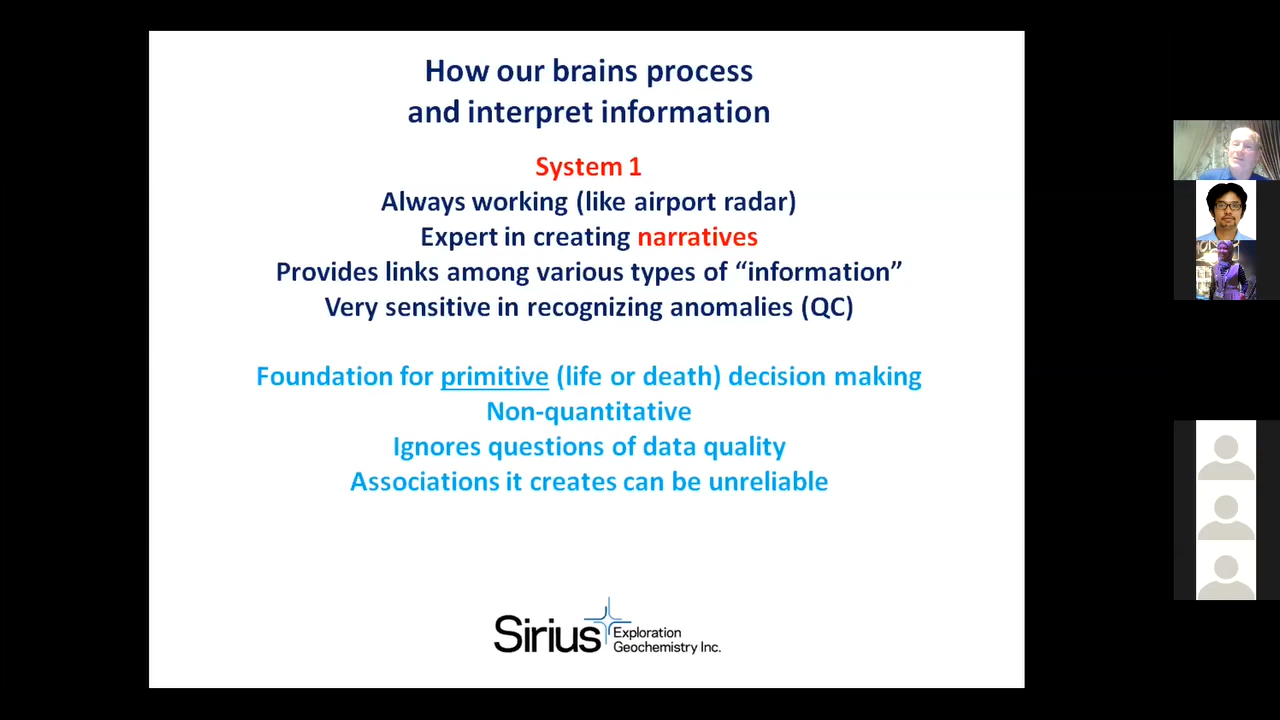 How our brains process
and interpret information
System 1
Always working (like airport radar)
Expert in creating narratives
Provides links among various types of “information”
Very sensitive in recognizing anomalies (QC)
Foundation for primitive (life or death) decision making
Non-quantitative
Ignores questions of data quality
Associations it creates can be unreliable
Sirius Exploration
Geochemistry Inc.